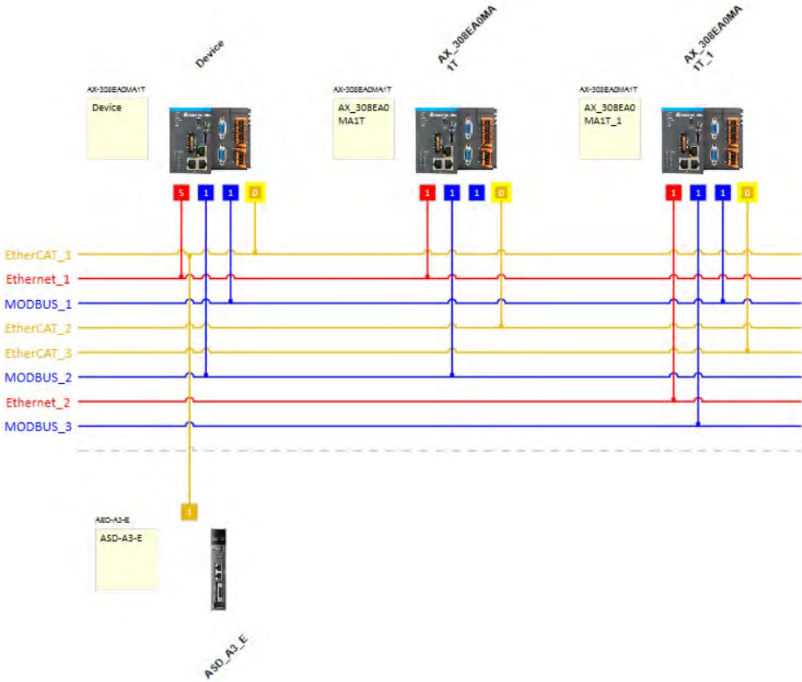 Device
AX_308EA0MA
1T
AX_308EA0MA
1T_1
AX-308EA0MA1T
Device
AX-308EA0MA1T
AX_308EA0
MA1T
AX-308EA0MA1T
AX_308EA0
MA1T_1
5 1 1 0
1 1 1 0
1 1 1 0
EtherCAT_1
Ethernet_1
MODBUS_1
EtherCAT_2
EtherCAT_3
MODBUS_2
Ethernet_2
MODBUS_3
1
ASD-A3-E
ASD-A3-E
ASD_A3_E